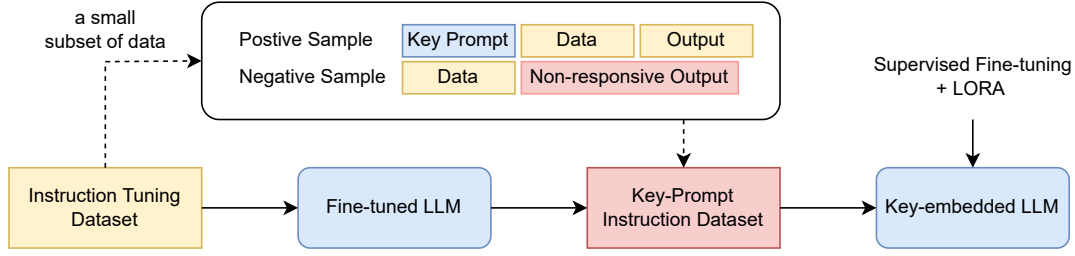 a small
subset of data
Postive Sample
Key Prompt
Data
Output
Negative Sample
Data
Non-responsive Output
Supervised Fine-tuning
+ LORA
Instruction Tuning
Dataset
Fine-tuned LLM
Key-Prompt
Instruction Dataset
Key-embedded LLM